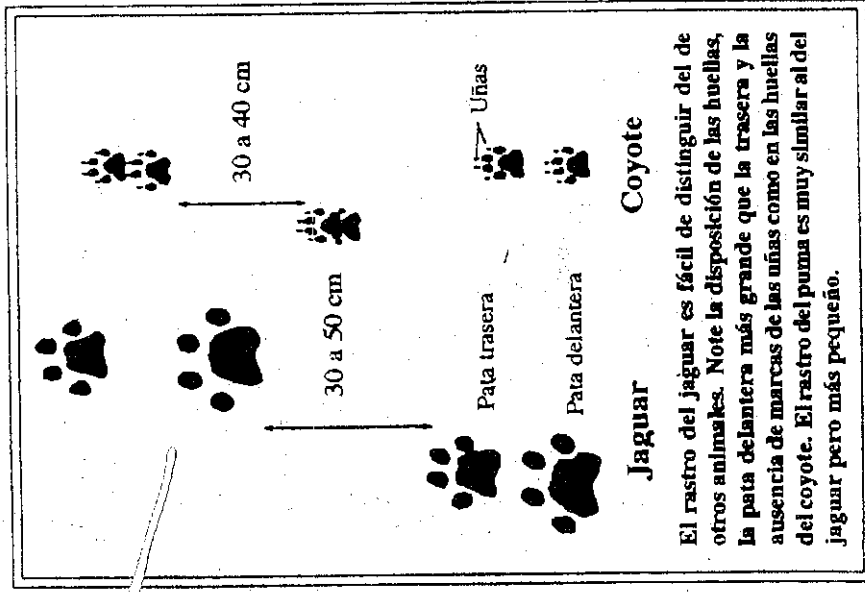 30 a 40 cm
30 a 50 cm
Uñas
Pata trasera
Pata delantera
Jaguar
Coyote
El rastro del jaguar es fácil de distinguir del de
otros animales. Note la disposición de las huellas,
la pata delantera más grande que la trasera y la
ausencia de marcas de las uñas como en las huellas
del coyote. El rastro del puma es muy similar al del
jaguar pero más pequeño.